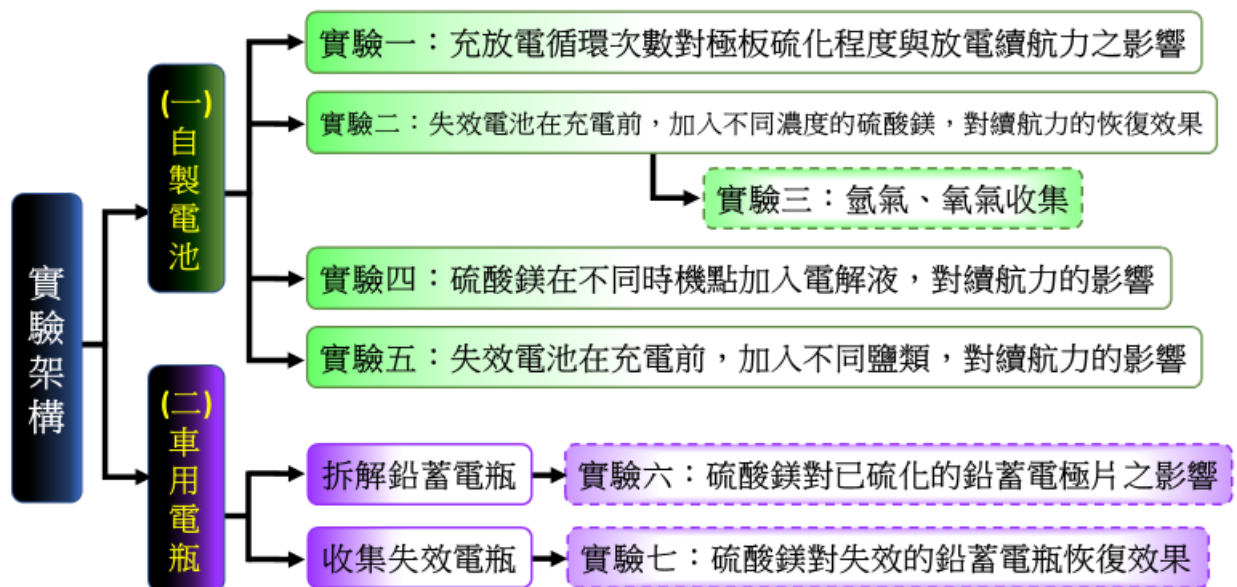 實驗架構
(一)自製電池
實驗一：充放電循環次數對極板硫化程度與放電續航力之影響
實驗二：失效電池在充電前，加入不同濃度的硫酸鎂，對續航力的恢復效果
實驗三：氫氣、氧氣收集
實驗四：硫酸鎂在不同時機點加入電解液，對續航力的影響
實驗五：失效電池在充電前，加入不同鹽類，對續航力的影響
(二)車用電瓶
拆解鉛蓄電瓶
實驗六：硫酸鎂對已硫化的鉛蓄電極片之影響
收集失效電瓶
實驗七：硫酸鎂對失效的鉛蓄電瓶恢復效果